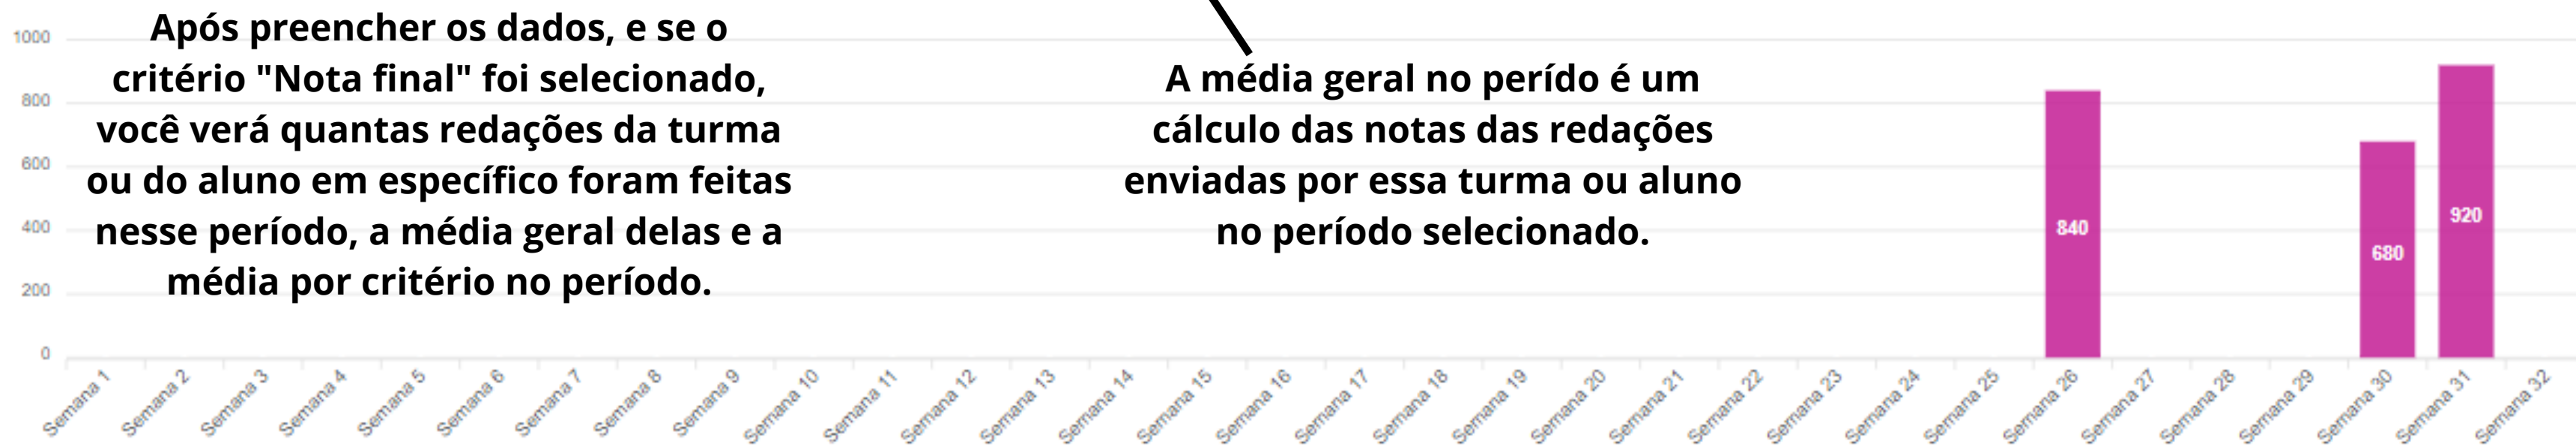 Após preencher os dados, e se o
critério "Nota final" foi selecionado,
você verá quantas redações da turma
ou do aluno em específico foram feitas
nesse período, a média geral delas e a
média por critério no período.
A média geral no perído é um
cálculo das notas das redações
enviadas por essa turma ou aluno
no período selecionado.
1000
800
600
400
200
0
840
680
920
Semana 1
Semana 2
Semana 3
Semana 4
Semana 5
Semana 6
Semana 7
Semana 8
Semana 9
Semana 10
Semana 11
Semana 12
Semana 13
Semana 14
Semana 15
Semana 16
Semana 17
Semana 18
Semana 19
Semana 20
Semana 21
Semana 22
Semana 23
Semana 24
Semana 25
Semana 26
Semana 27
Semana 28
Semana 29
Semana 30
Semana 31
Semana 32